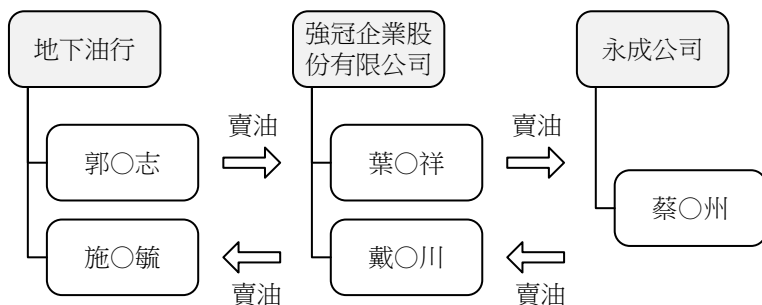 地下油行
強冠企業股
份有限公司
永成公司
賣油
賣油
郭○志
葉○祥
蔡○州
施○毓
戴○川
賣油
賣油